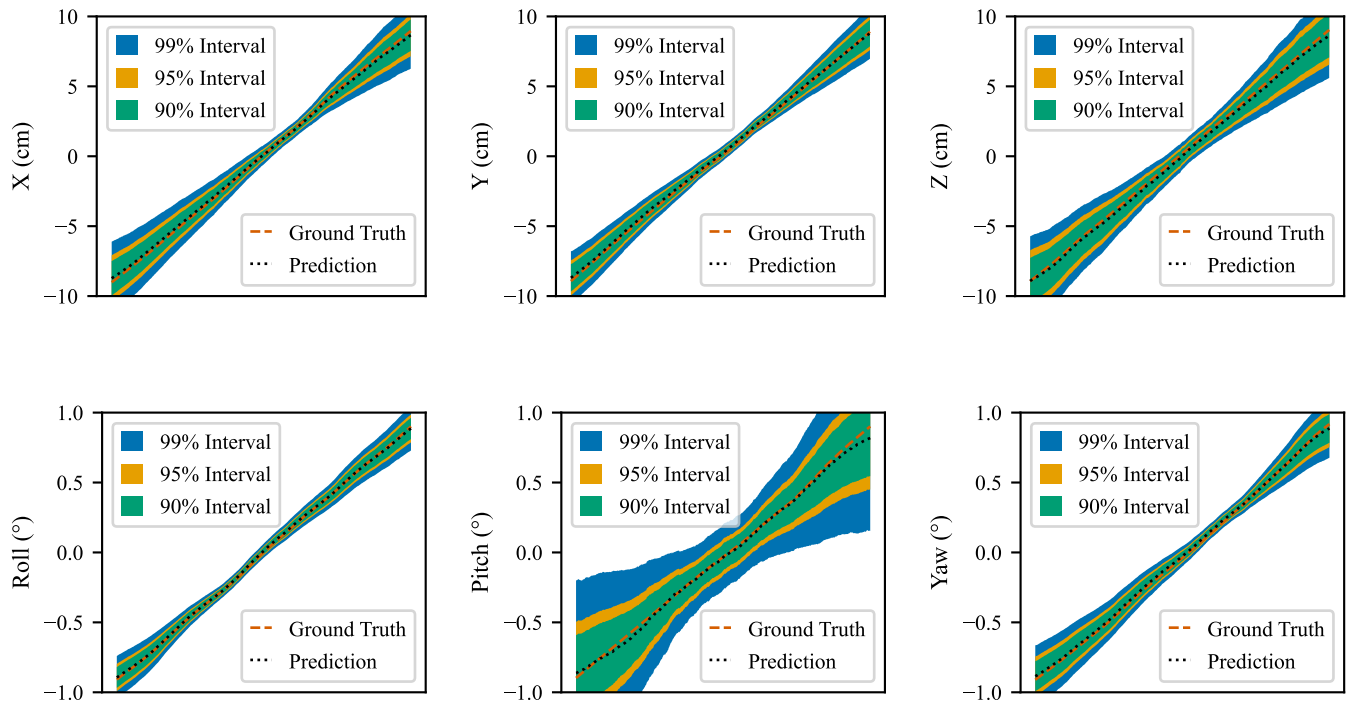 10
5
0
−5
−10
X (cm)
99% Interval
95% Interval
90% Interval
Ground Truth
Prediction
10
5
0
−5
−10
Y (cm)
99% Interval
95% Interval
90% Interval
Ground Truth
Prediction
10
5
0
−5
−10
Z (cm)
99% Interval
95% Interval
90% Interval
Ground Truth
Prediction
1.0
0.5
0.0
−0.5
−1.0
Roll (°)
99% Interval
95% Interval
90% Interval
Ground Truth
Prediction
1.0
0.5
0.0
−0.5
−1.0
Pitch (°)
99% Interval
95% Interval
90% Interval
Ground Truth
Prediction
1.0
0.5
0.0
−0.5
−1.0
Yaw (°)
99% Interval
95% Interval
90% Interval
Ground Truth
Prediction